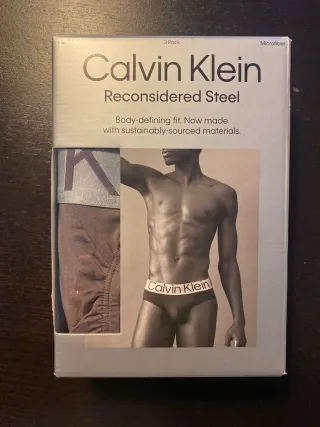 3 Pack
Microfiber
Calvin Klein
Reconsidered Steel
Body-defining fit. Now made
with sustainably-sourced materials.
K
Calvin Klein